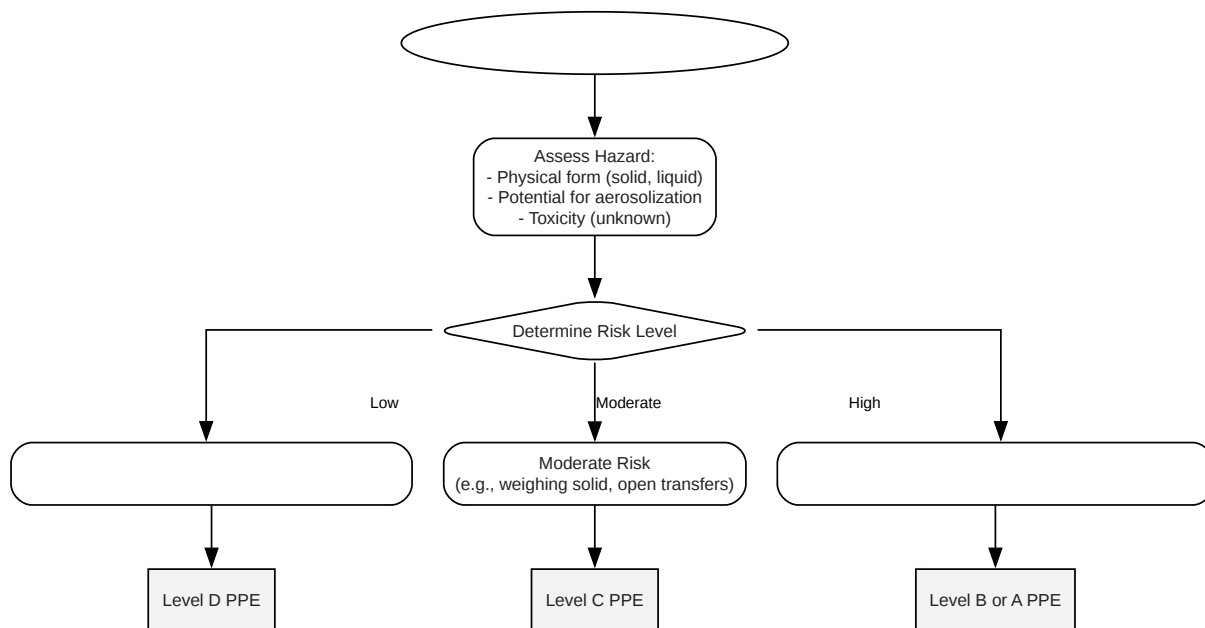 Assess Hazard:
- Physical form (solid, liquid)
- Potential for aerosolization
- Toxicity (unknown)
Determine Risk Level
Low
Moderate
High
Moderate Risk
(e.g., weighing solid, open transfers)
Level D PPE
Level C PPE
Level B or A PPE